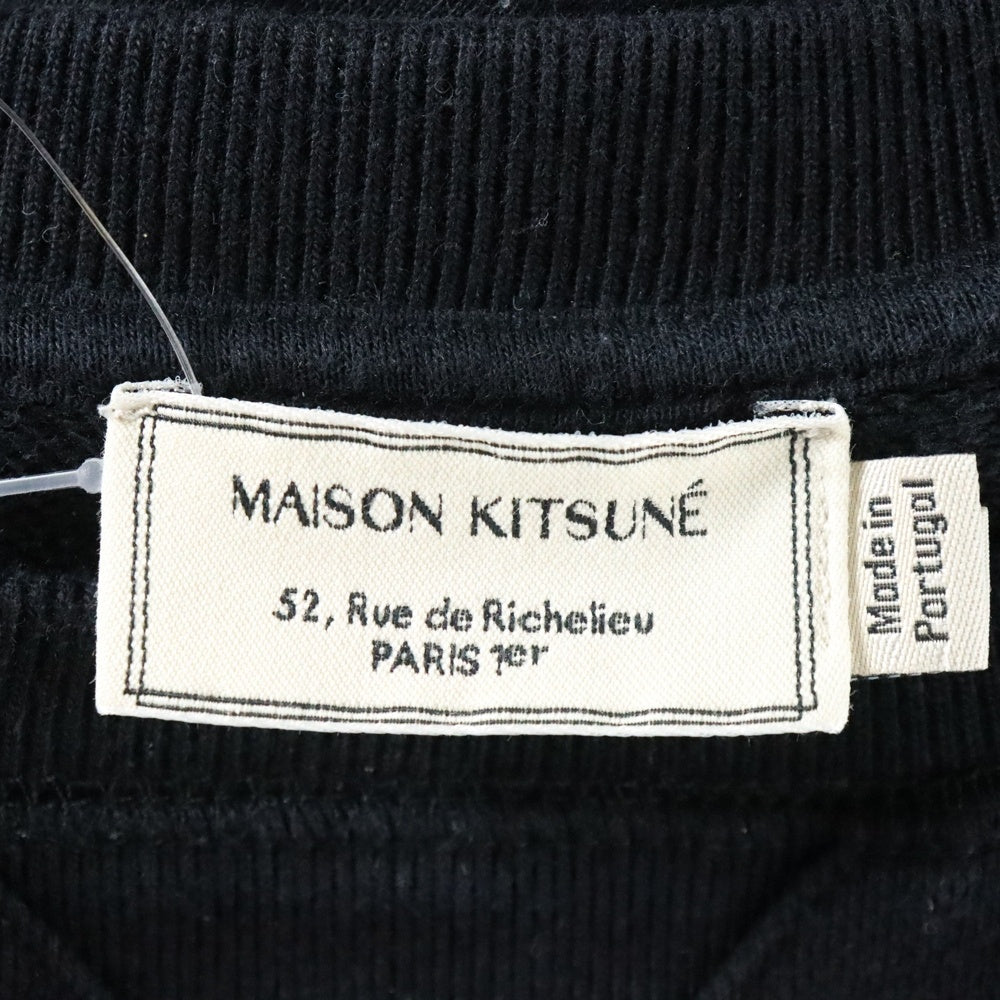 MAISON KITSUNÉ
52, Rue de Richelieu
PARIS 1er
Made in
Portugal